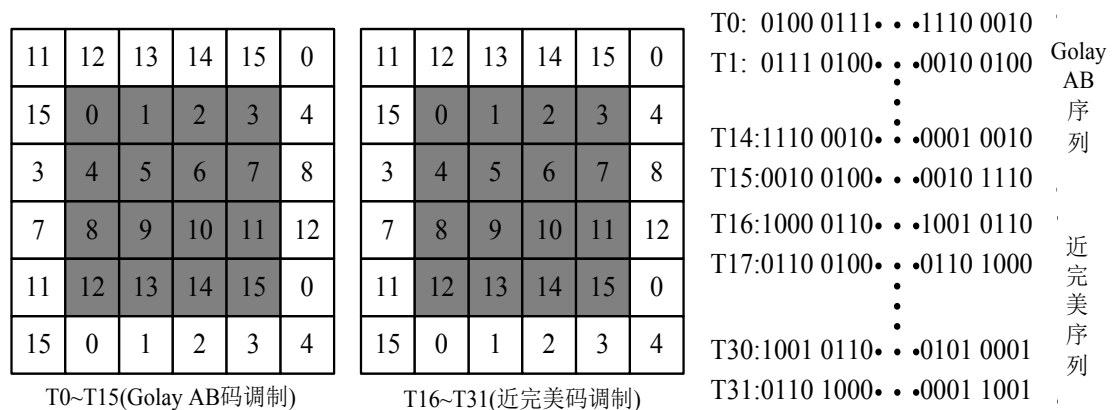 11 12 13 14 15 0
15 0 1 2 3 4
3 4 5 6 7 8
7 8 9 10 11 12
11 12 13 14 15 0
15 0 1 2 3 4
T0~T15(Golay AB码调制)
11 12 13 14 15 0
15 0 1 2 3 4
3 4 5 6 7 8
7 8 9 10 11 12
11 12 13 14 15 0
15 0 1 2 3 4
T16~T31(近完美码调制)
T0: 0100 0111• • •1110 0010
T1: 0111 0100• • •0010 0100
T14:1110 0010• • •0001 0010
T15:0010 0100• • •0010 1110
T16:1000 0110• • •1001 0110
T17:0110 0100• • •0110 1000
T30:1001 0110• • •0101 0001
T31:0110 1000• • •0001 1001
Golay
AB
序
列
近
完
美
序
列